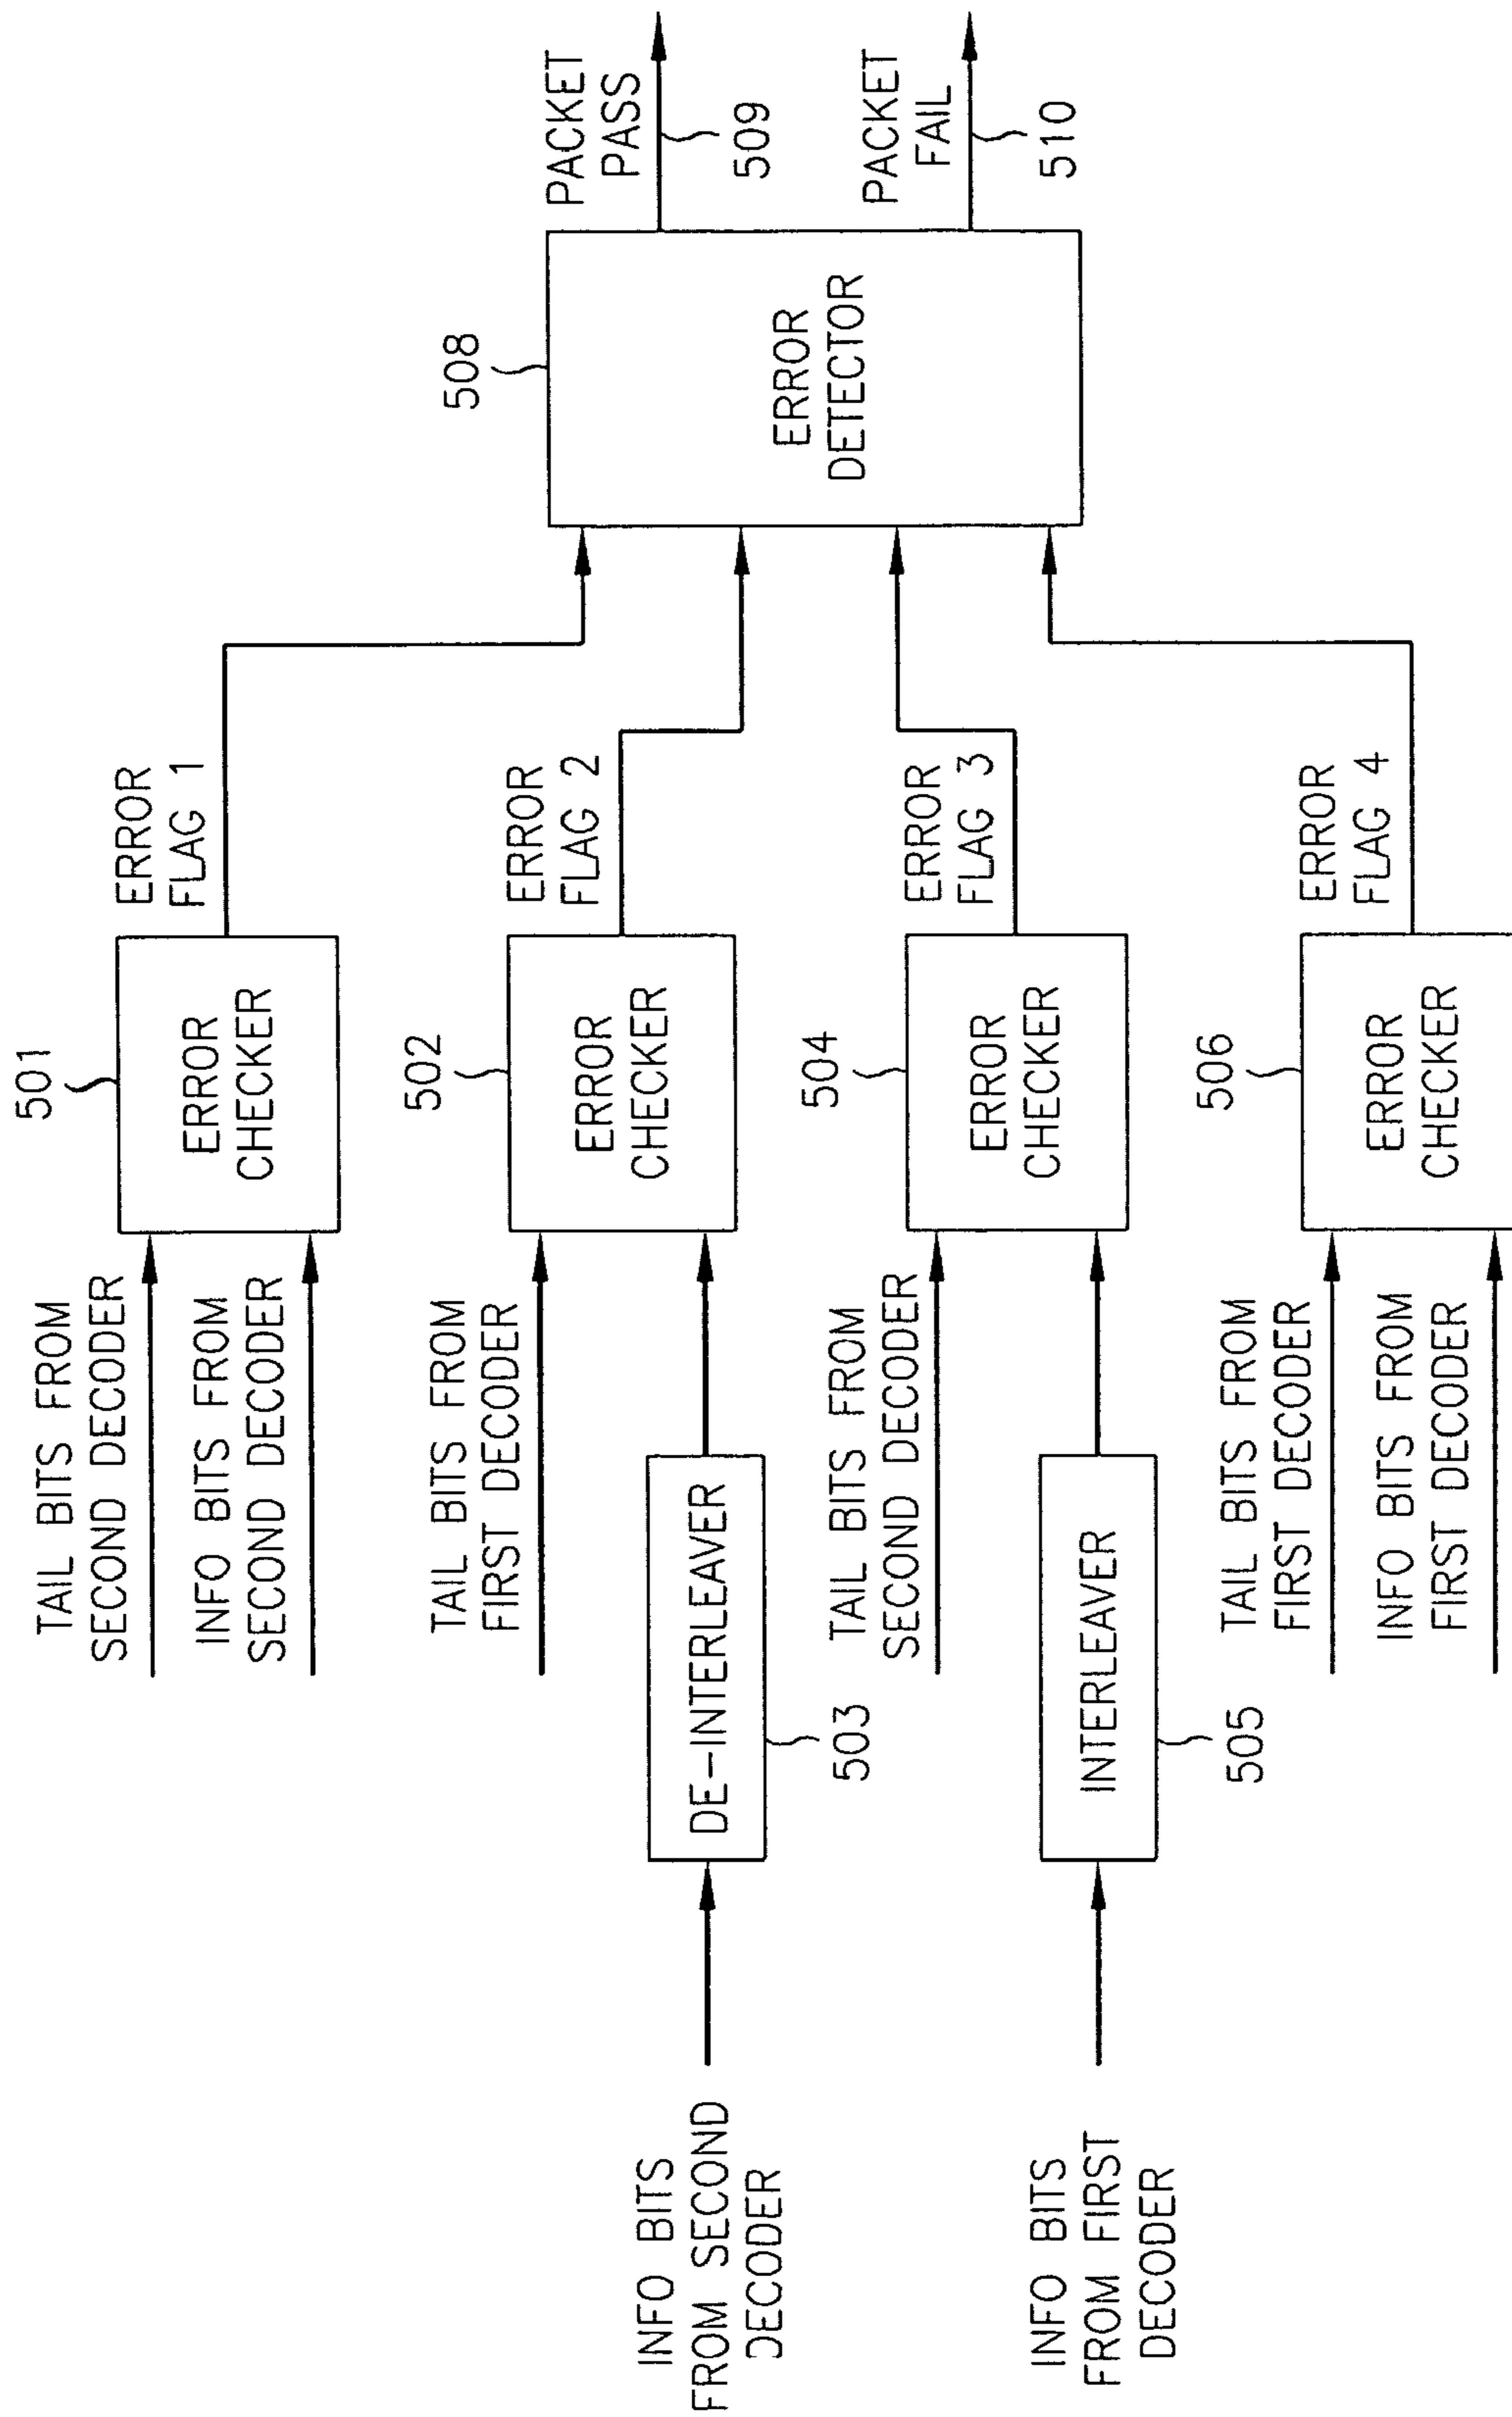 501
TAIL BITS FROM
SECOND DECODER
INFO BITS FROM
SECOND DECODER
ERROR
CHECKER
ERROR
FLAG 1
502
TAIL BITS FROM
FIRST DECODER
INFO BITS
FROM SECOND
DECODER
DE-INTERLEAVER
503
ERROR
CHECKER
ERROR
FLAG 2
504
TAIL BITS FROM
SECOND DECODER
INFO BITS
FROM FIRST
DECODER
INTERLEAVER
505
ERROR
CHECKER
ERROR
FLAG 3
506
TAIL BITS FROM
FIRST DECODER
INFO BITS FROM
FIRST DECODER
ERROR
CHECKER
ERROR
FLAG 4
508
ERROR
DETECTOR
PACKET
PASS
509
PACKET
FAIL
510